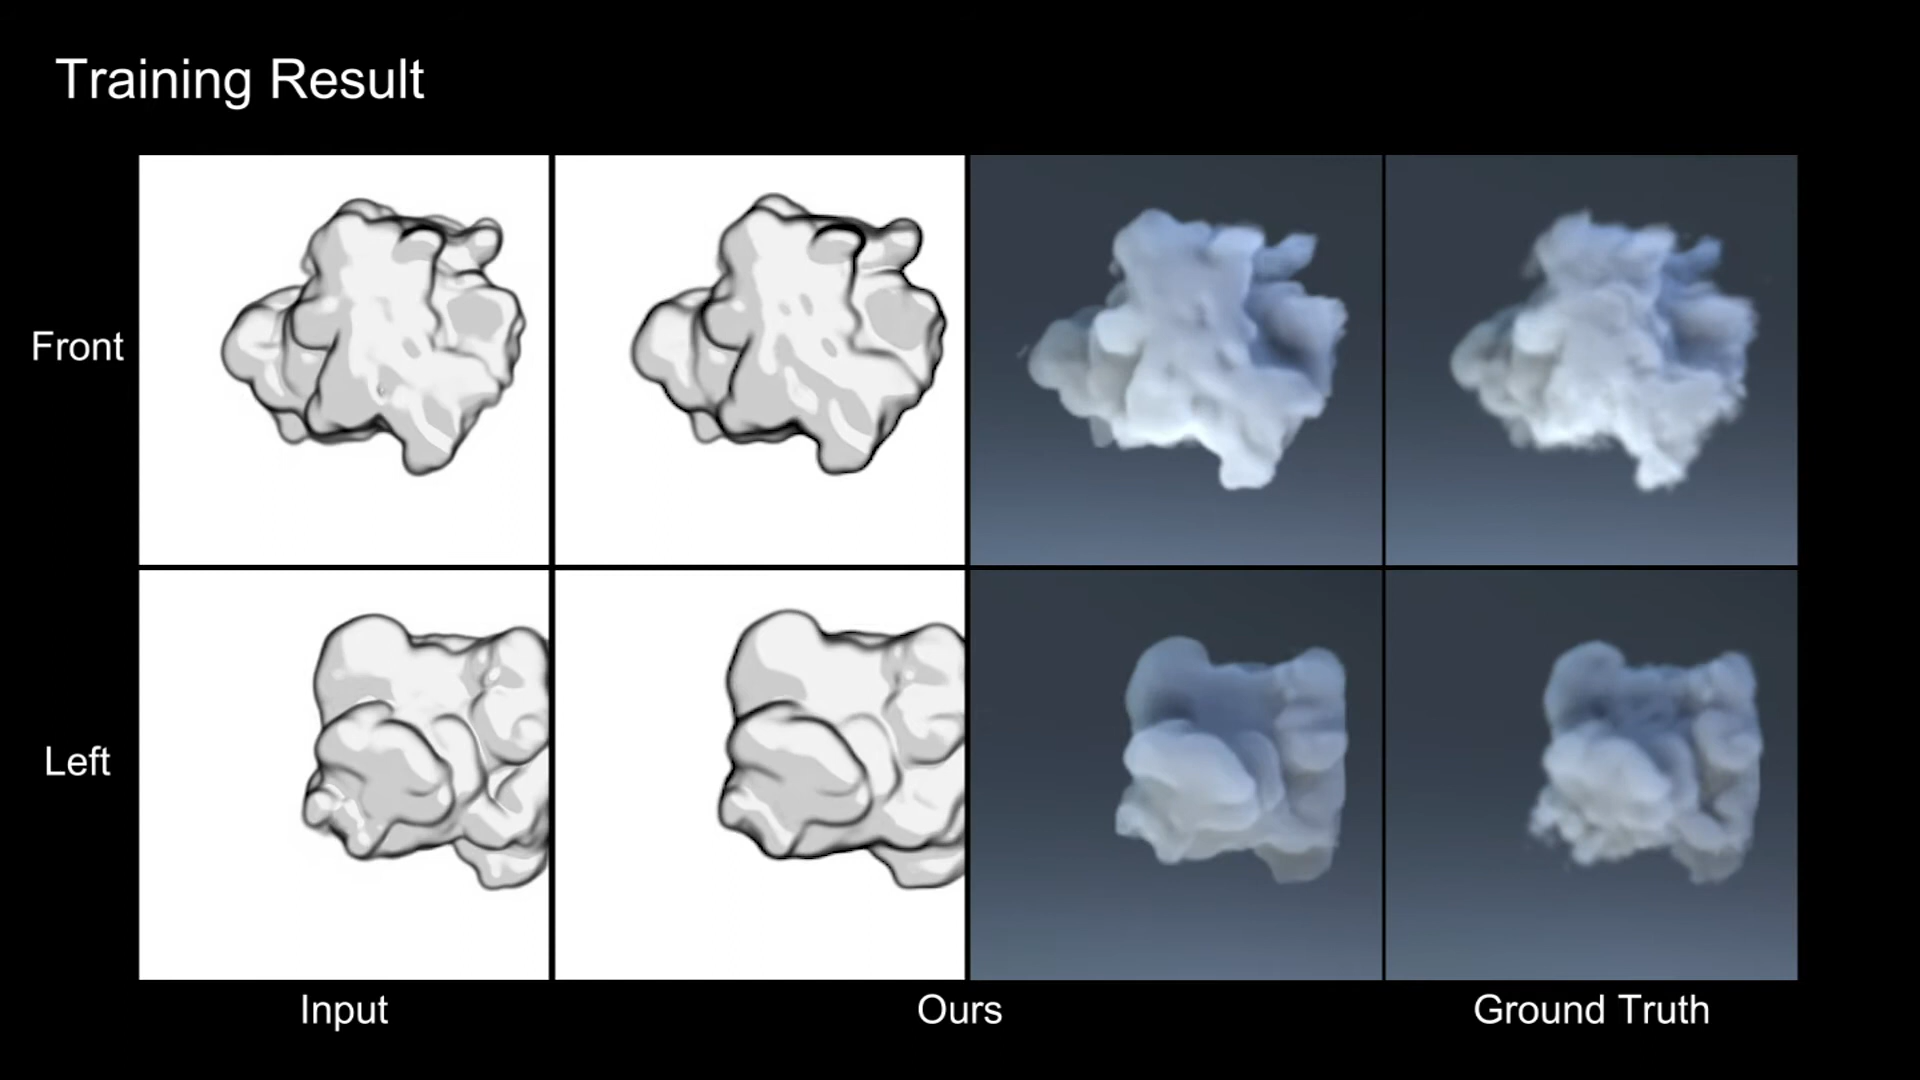 Training Result
Front
Left
Input
Ours
Ground Truth